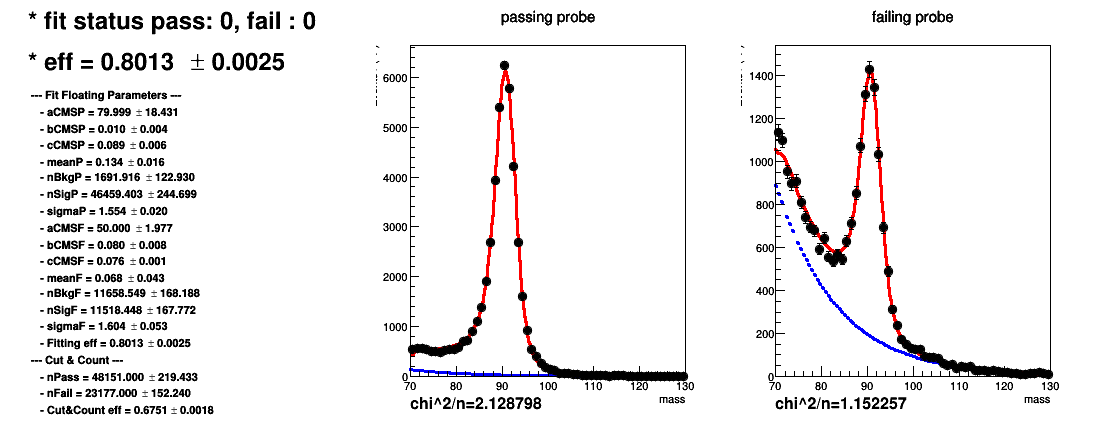 * fit status pass: 0, fail : 0
* eff = 0.8013 ± 0.0025
--- Fit Floating Parameters ---
- aCMSP = 79.999 ± 18.431
- bCMSP = 0.010 ± 0.004
- cCMSP = 0.089 ± 0.006
- meanP = 0.134 ± 0.016
- nBkgP = 1691.916 ± 122.930
- nSigP = 46459.403 ± 244.699
- sigmaP = 1.554 ± 0.020
- aCMSF = 50.000 ± 1.977
- bCMSF = 0.080 ± 0.008
- cCMSF = 0.076 ± 0.001
- meanF = 0.068 ± 0.043
- nBkgF = 11658.549 ± 168.188
- nSigF = 11518.448 ± 167.772
- sigmaF = 1.604 ± 0.053
- Fitting eff = 0.8013 ± 0.0025
--- Cut & Count ---
- nPass = 48151.000 ± 219.433
- nFail = 23177.000 ± 152.240
- Cut&Count eff = 0.6751 ± 0.0018
passing probe
6000
5000
4000
3000
2000
1000
0
70 80 90 100 110 120 130
mass
chi^2/n=2.128798
failing probe
1400
1200
1000
800
600
400
200
0
70 80 90 100 110 120 130
mass
chi^2/n=1.152257